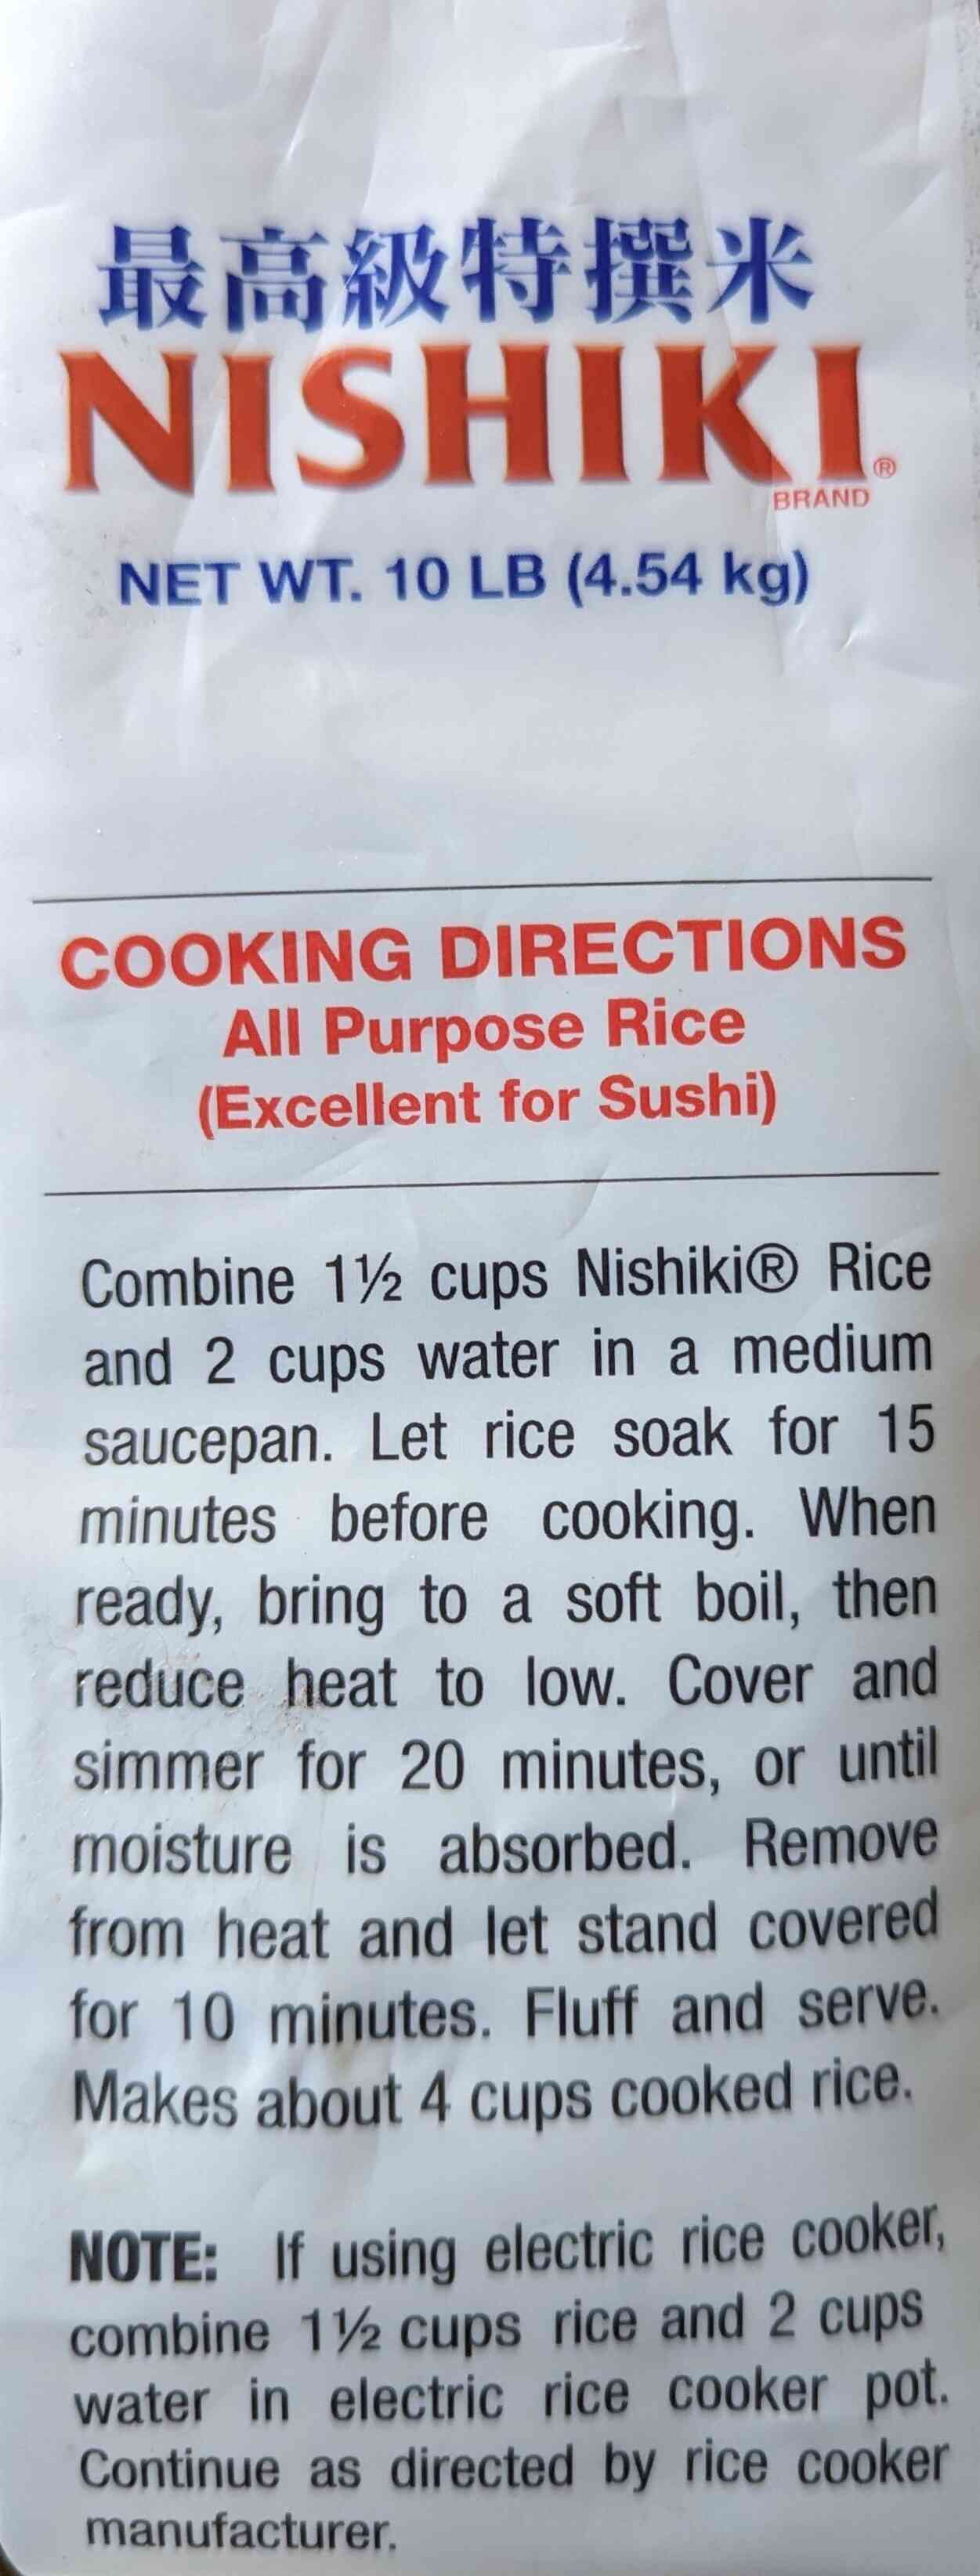 最高級特撰米
NISHIKI®
BRAND
NET WT. 10 LB (4.54 kg)
COOKING DIRECTIONS
All Purpose Rice
(Excellent for Sushi)
Combine 1½ cups Nishiki® Rice
and 2 cups water in a medium
saucepan. Let rice soak for 15
minutes before cooking. When
ready, bring to a soft boil, then
reduce heat to low. Cover and
simmer for 20 minutes, or until
moisture is absorbed. Remove
from heat and let stand covered
for 10 minutes. Fluff and serve.
Makes about 4 cups cooked rice.
NOTE: If using electric rice cooker,
combine 1½ cups rice and 2 cups
water in electric rice cooker pot.
Continue as directed by rice cooker
manufacturer.